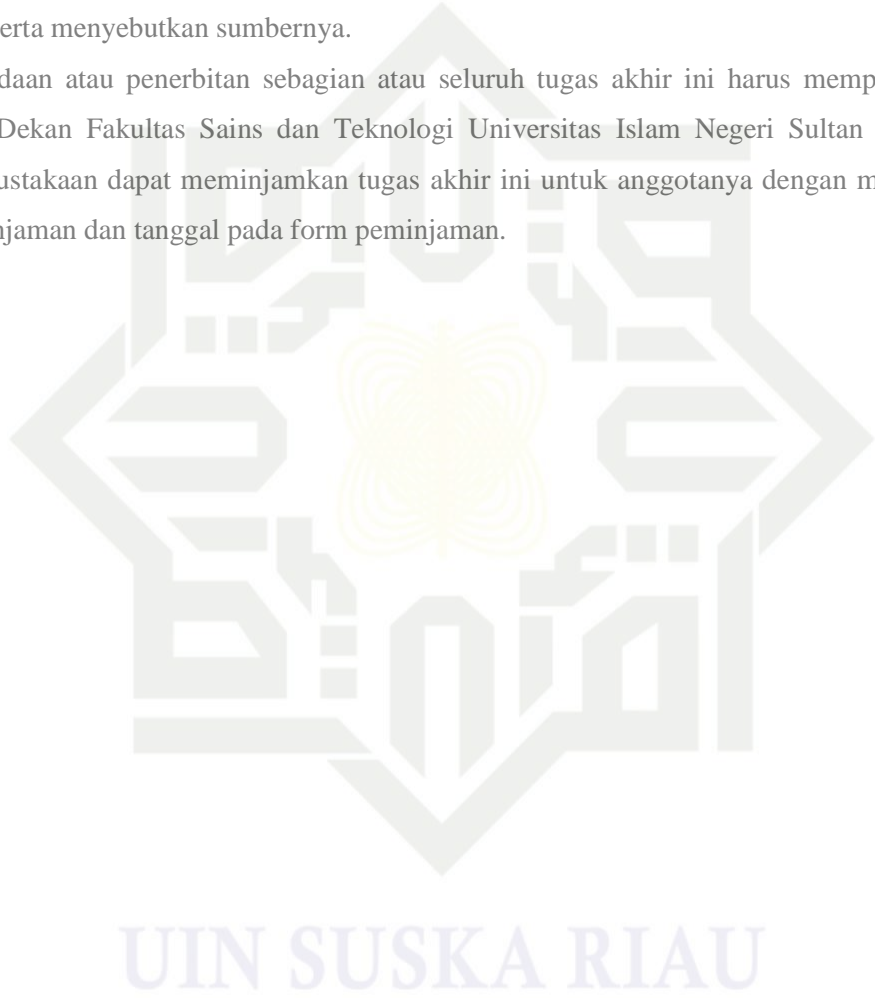 erta menyebutkan sumbernya.
daan atau penerbitan sebagian atau seluruh tugas akhir ini harus memp
Dekan Fakultas Sains dan Teknologi Universitas Islam Negeri Sultan
ustakaan dapat meminjamkan tugas akhir ini untuk anggotanya dengan m
njaman dan tanggal pada form peminjaman.
UIN SUSKA RIAU